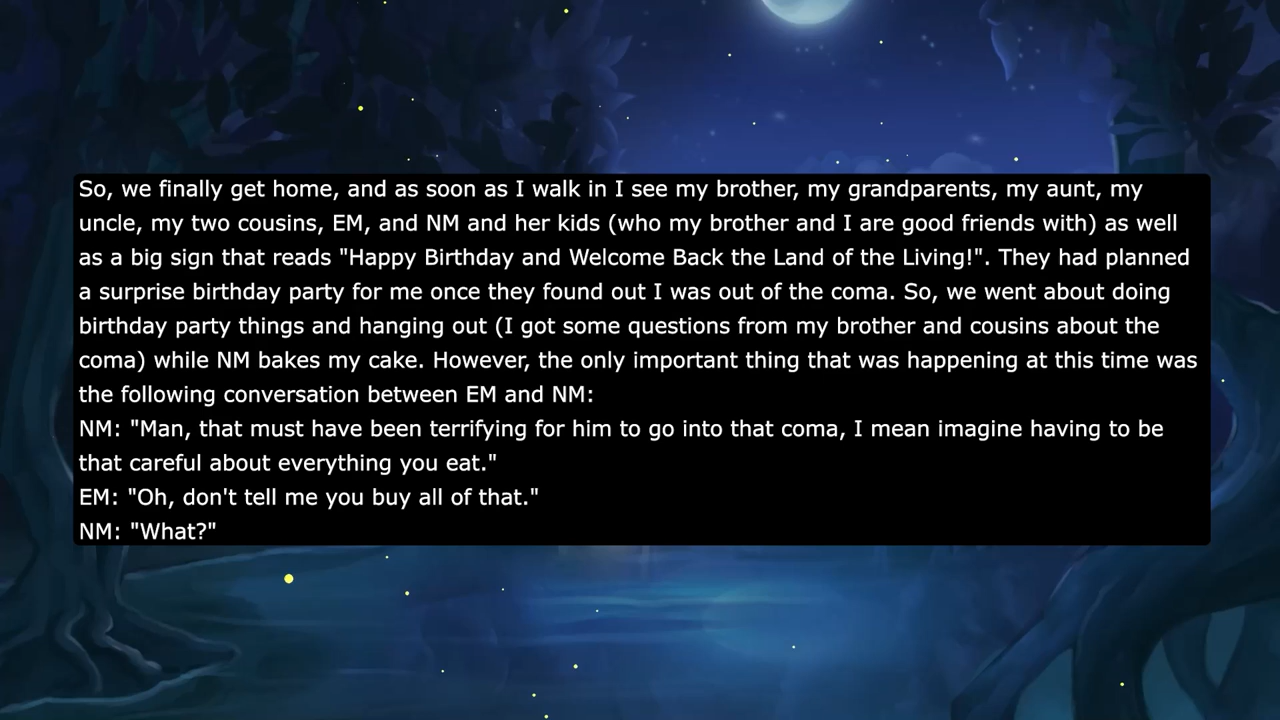 So, we finally get home, and as soon as I walk in I see my brother, my grandparents, my aunt, my
uncle, my two cousins, EM, and NM and her kids (who my brother and I are good friends with) as well
as a big sign that reads "Happy Birthday and Welcome Back the Land of the Living!". They had planned
a surprise birthday party for me once they found out I was out of the coma. So, we went about doing
birthday party things and hanging out (I got some questions from my brother and cousins about the
coma) while NM bakes my cake. However, the only important thing that was happening at this time was
the following conversation between EM and NM:
NM: "Man, that must have been terrifying for him to go into that coma, I mean imagine having to be
that careful about everything you eat."
EM: "Oh, don't tell me you buy all of that."
NM: "What?"